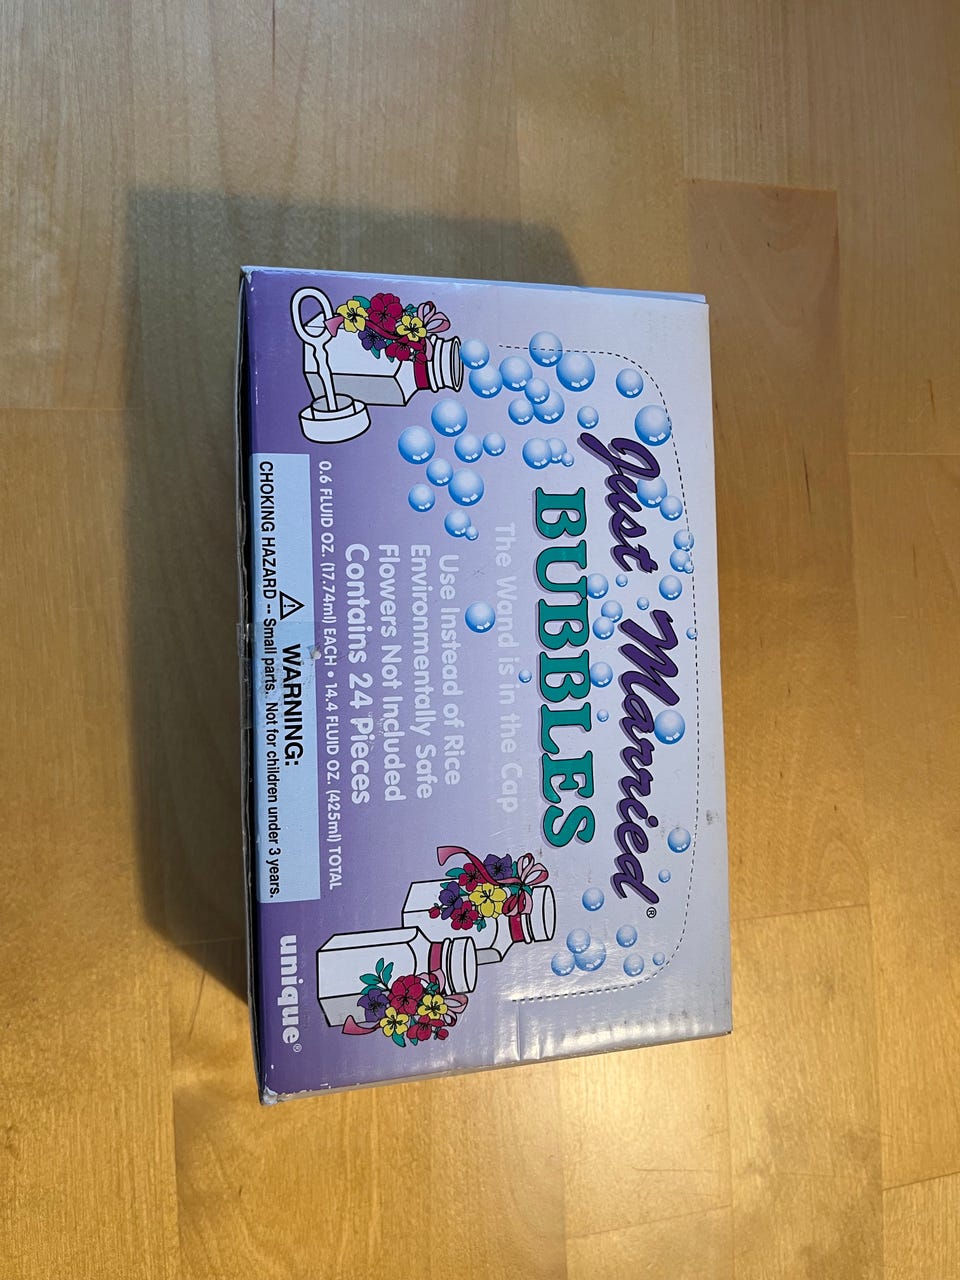 Just Married®
BUBBLES
The Wand is in the Cap
Use Instead of Rice
Environmentally Safe
Flowers Not Included
Contains 24 Pieces
0.6 FLUID OZ. (17.74ml) EACH • 14.4 FLUID OZ. (425ml) TOTAL
⚠ WARNING:
CHOKING HAZARD -- Small parts. Not for children under 3 years.
unique®